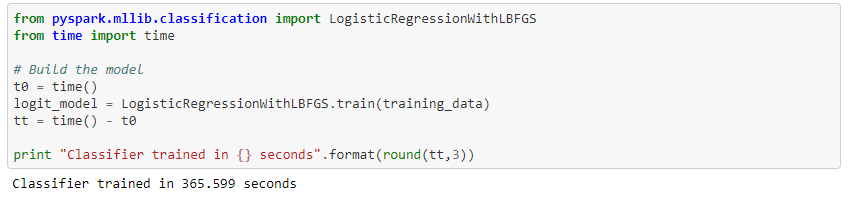 from pyspark.mllib.classification import LogisticRegressionWithLBFGS
from time import time
# Build the model
t0 = time()
logit_model = LogisticRegressionWithLBFGS.train(training_data)
tt = time() - t0
print "Classifier trained in {} seconds".format(round(tt,3))
Classifier trained in 365.599 seconds